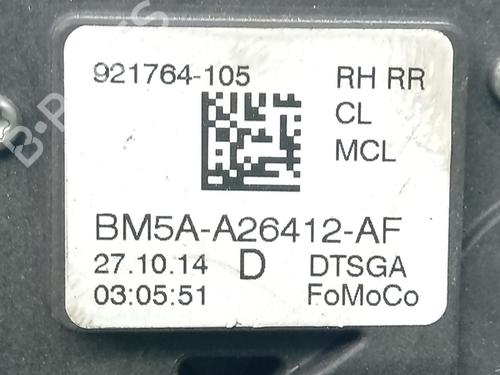 921764-105 RH RR
CL
MCL
BM5A-A26412-AF
27.10.14 D DTSGA
03:05:51 FoMoCo